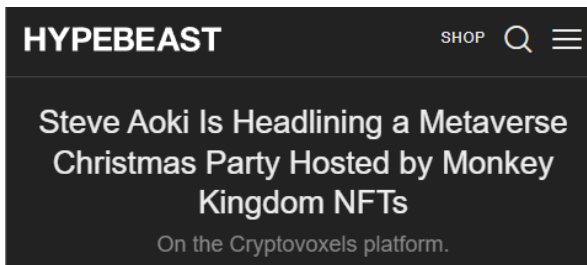 HYPEBEAST SHOP
Steve Aoki Is Headlining a Metaverse
Christmas Party Hosted by Monkey
Kingdom NFTs
On the Cryptovoxels platform.